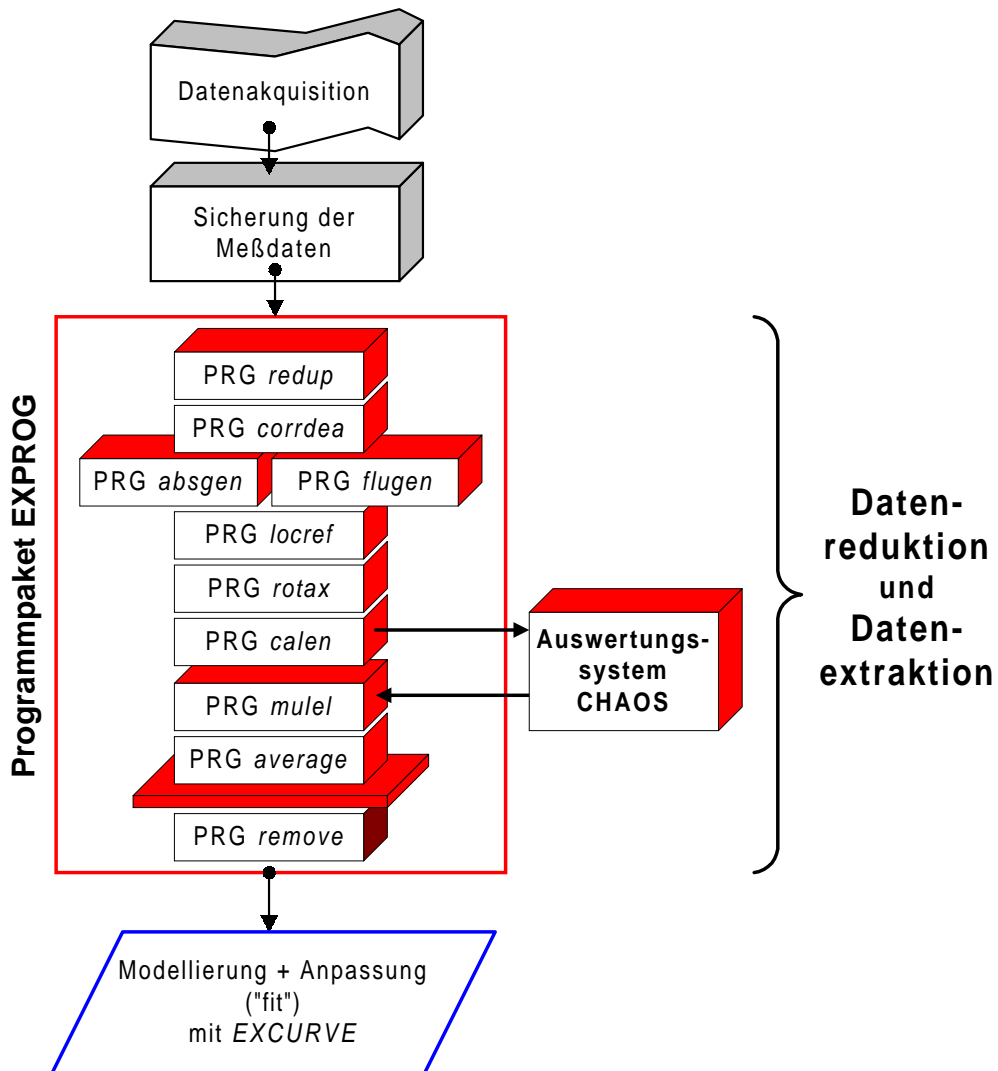 Datenakquisition
Sicherung der
Meßdaten
Programmpaket EXPROG
PRG redup
PRG corrdea
PRG absgen
PRG flugen
PRG locref
PRG rotax
PRG calen
PRG mulel
PRG average
PRG remove
Auswertungs-
system
CHAOS
Daten-
reduktion
und
Daten-
extraktion
Modellierung + Anpassung
("fit")
mit EXCURVE